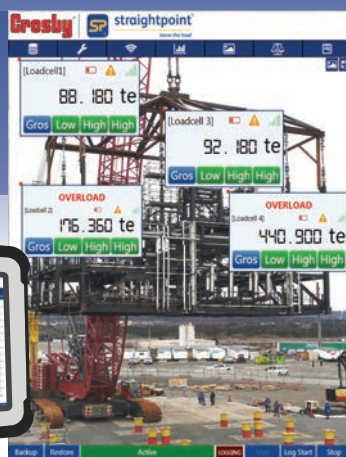 Crosby SP straightpoint
[Loadcell1]
88.180 te
Gros Low High High
[Loadcell 3]
92.180 te
Gros Low High High
OVERLOAD
[Loadcell 2]
176.360 te
Gros Low High High
OVERLOAD
[Loadcell 4]
440.900 te
Gros Low High High
Backup Restore Active LOGGING Start Log Start Stop